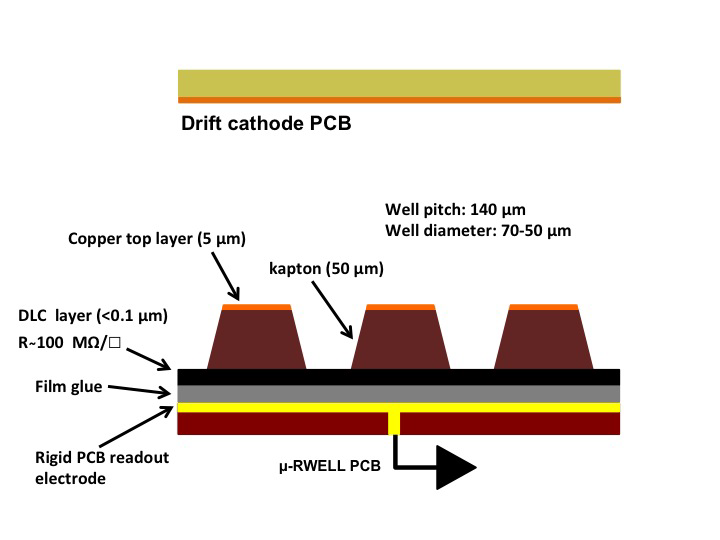 Drift cathode PCB
Well pitch: 140 µm
Well diameter: 70-50 µm
Copper top layer (5 µm)
kapton (50 µm)
DLC layer (<0.1 µm)
R~100 MΩ/□
Film glue
Rigid PCB readout
electrode
µ-RWELL PCB